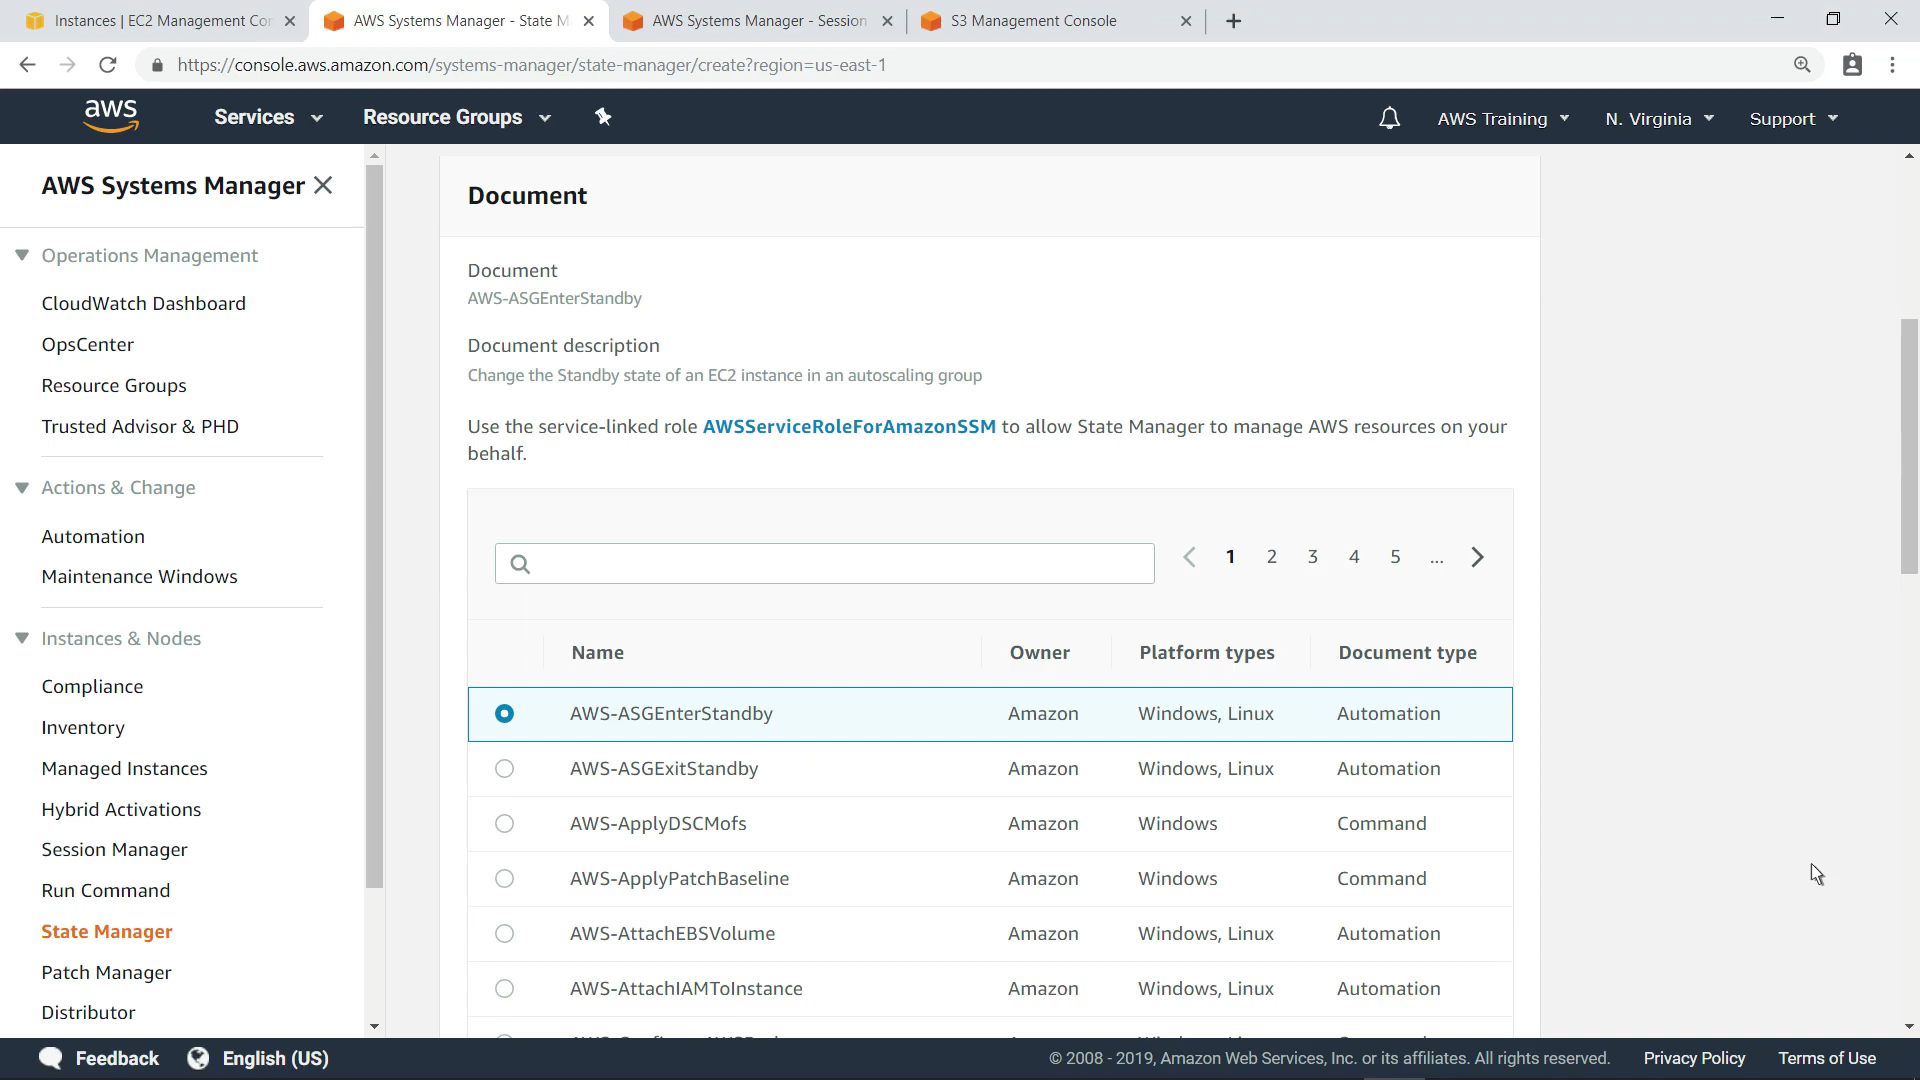 Instances | EC2 Management Con
AWS Systems Manager - State M
AWS Systems Manager - Session
S3 Management Console
https://console.aws.amazon.com/systems-manager/state-manager/create?region=us-east-1
aws
Services
Resource Groups
AWS Training
N. Virginia
Support
AWS Systems Manager
Operations Management
CloudWatch Dashboard
OpsCenter
Resource Groups
Trusted Advisor & PHD
Actions & Change
Automation
Maintenance Windows
Instances & Nodes
Compliance
Inventory
Managed Instances
Hybrid Activations
Session Manager
Run Command
State Manager
Patch Manager
Distributor
Document
Document
AWS-ASGEnterStandby
Document description
Change the Standby state of an EC2 instance in an autoscaling group
Use the service-linked role AWSServiceRoleForAmazonSSM to allow State Manager to manage AWS resources on your
behalf.
1 2 3 4 5 ...
Name Owner Platform types Document type
AWS-ASGEnterStandby Amazon Windows, Linux Automation
AWS-ASGExitStandby Amazon Windows, Linux Automation
AWS-ApplyDSCMofs Amazon Windows Command
AWS-ApplyPatchBaseline Amazon Windows Command
AWS-AttachEBSVolume Amazon Windows, Linux Automation
AWS-AttachIAMToInstance Amazon Windows, Linux Automation
Feedback
English (US)
© 2008 - 2019, Amazon Web Services, Inc. or its affiliates. All rights reserved.
Privacy Policy
Terms of Use